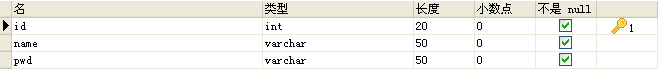 名 类型 长度 小数点 不是 null
id int 20 0 1
name varchar 50 0
pwd varchar 50 0